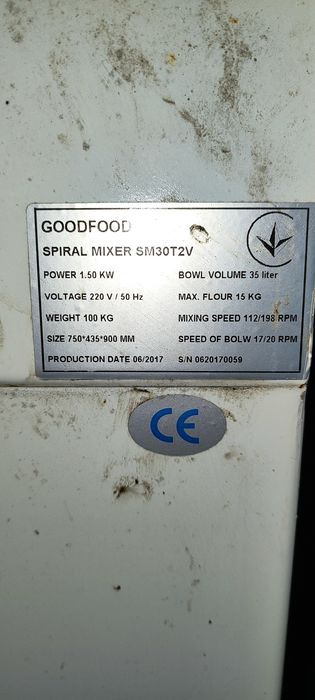 GOODFOOD
SPIRAL MIXER SM30T2V
POWER 1.50 KW BOWL VOLUME 35 liter
VOLTAGE 220 V / 50 Hz MAX. FLOUR 15 KG
WEIGHT 100 KG MIXING SPEED 112/198 RPM
SIZE 750*435*900 MM SPEED OF BOLW 17/20 RPM
PRODUCTION DATE 06/2017 S/N 0620170059
CE